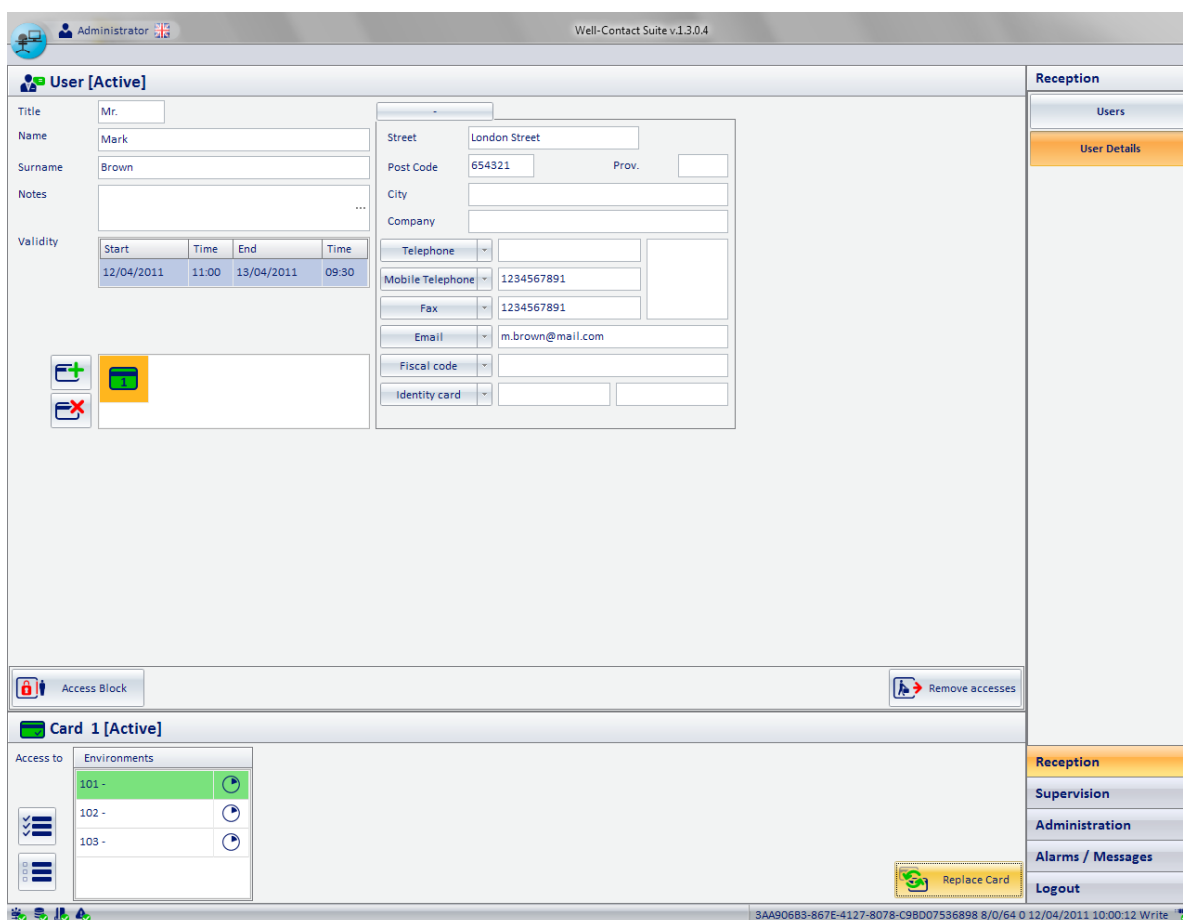 Administrator
Well-Contact Suite v.1.3.0.4
User [Active]
Title Mr.
Name Mark
Surname Brown
Notes
...
Validity
Start Time End Time
12/04/2011 11:00 13/04/2011 09:30
1
-
Street London Street
Post Code 654321 Prov.
City
Company
Telephone
Mobile Telephone 1234567891
Fax 1234567891
Email m.brown@mail.com
Fiscal code
Identity card
Access Block
Remove accesses
Card 1 [Active]
Access to
Environments
101 -
102 -
103 -
Replace Card
Reception
Users
User Details
Reception
Supervision
Administration
Alarms / Messages
Logout
3AA906B3-867E-4127-8078-C9BD07536898 8/0/64 0 12/04/2011 10:00:12 Write